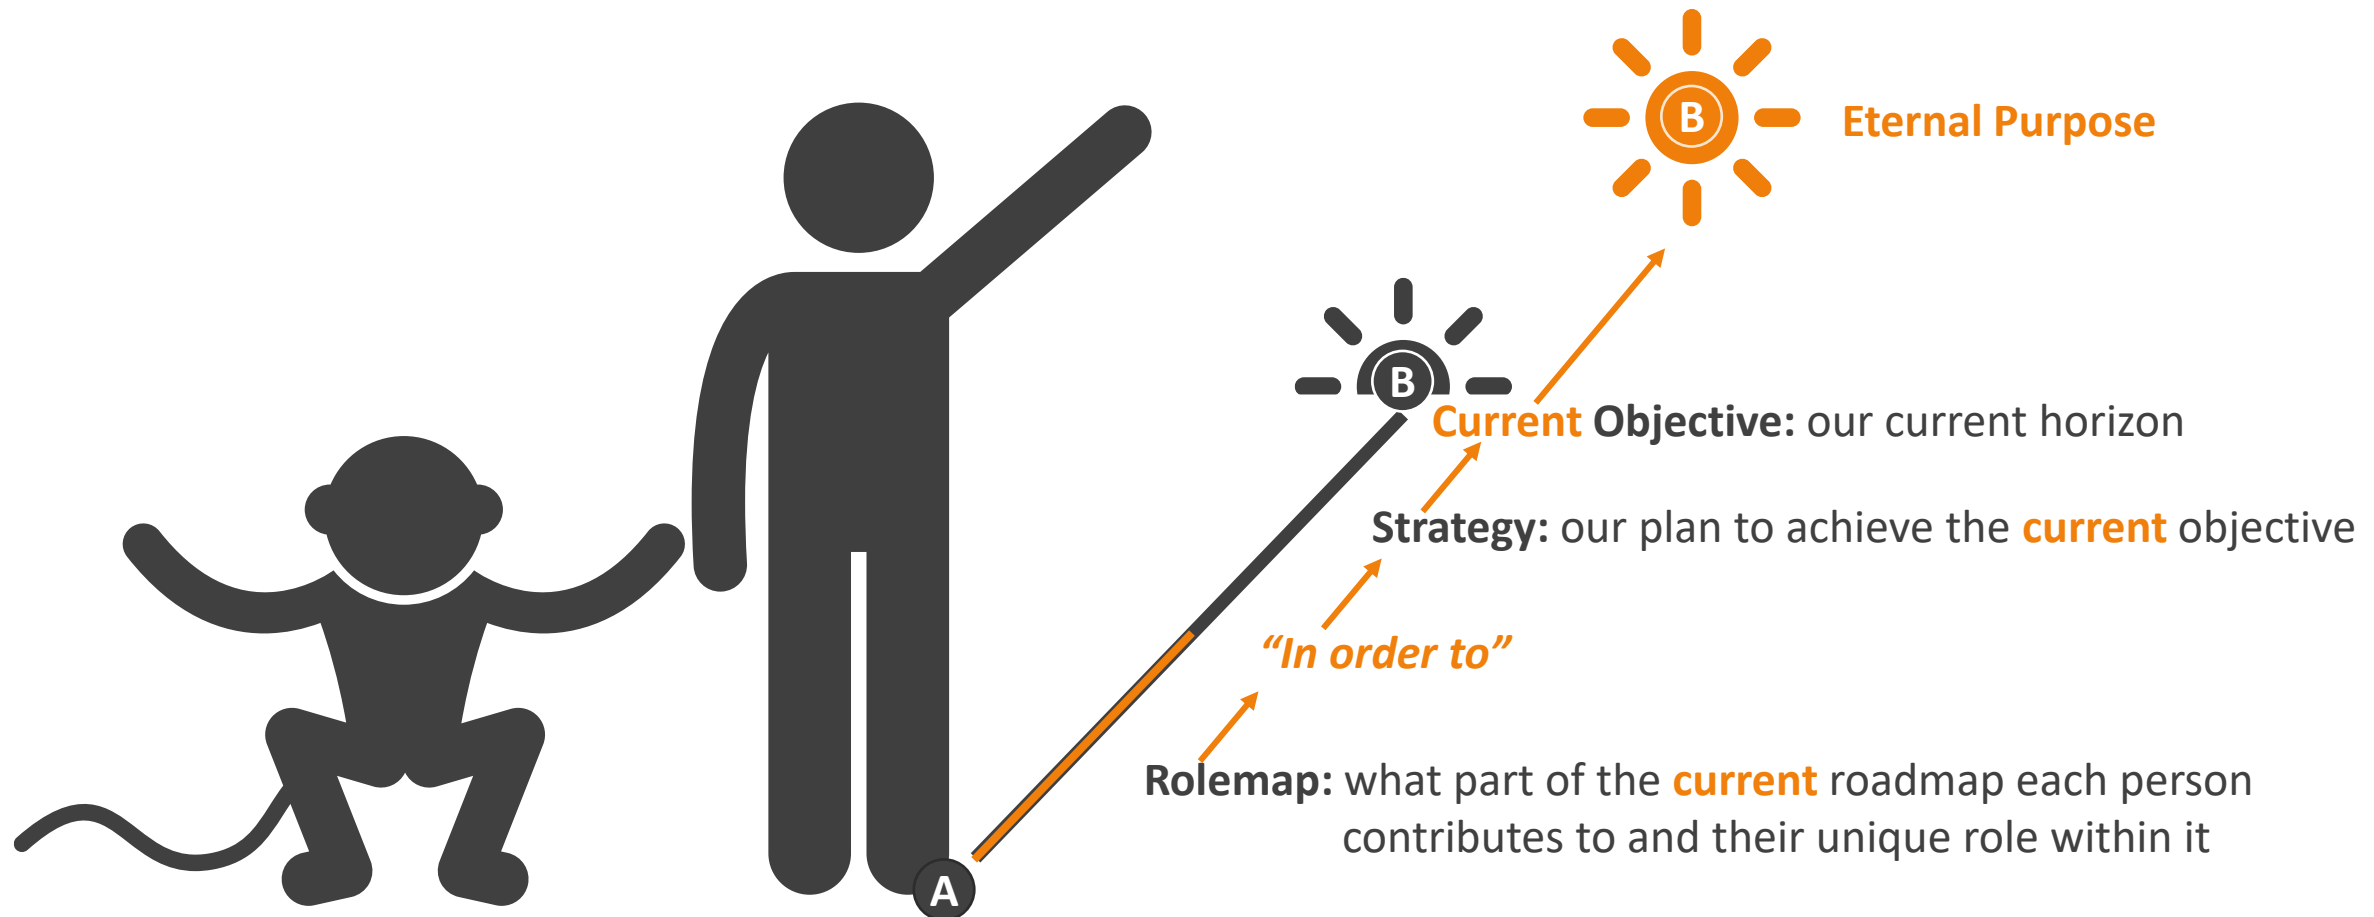 B
Eternal Purpose
B
Current Objective: our current horizon
Strategy: our plan to achieve the current objective
“In order to”
Rolemap: what part of the current roadmap each person
contributes to and their unique role within it
A